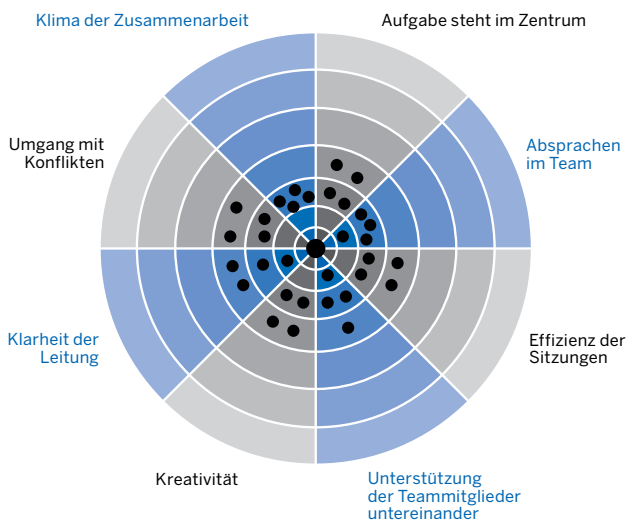 Klima der Zusammenarbeit
Aufgabe steht im Zentrum
Umgang mit
Konflikten
Absprachen
im Team
Klarheit der
Leitung
Effizienz der
Sitzungen
Kreativität
Unterstützung
der Teammitglieder
untereinander